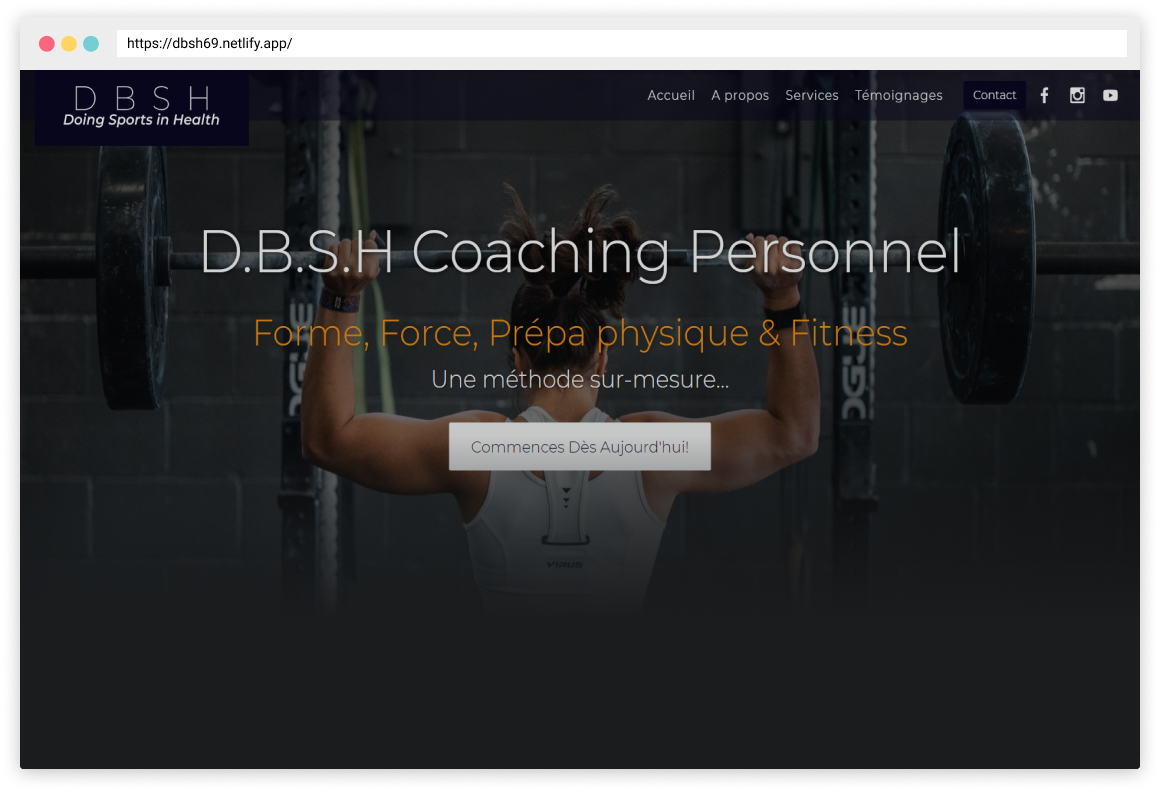 https://dbsh69.netlify.app/
D B S H
Doing Sports in Health
Accueil A propos Services Témoignages Contact
D.B.S.H Coaching Personnel
Forme, Force, Prépa physique & Fitness
Une méthode sur-mesure...
Commences Dès Aujourd'hui!
VIRUS